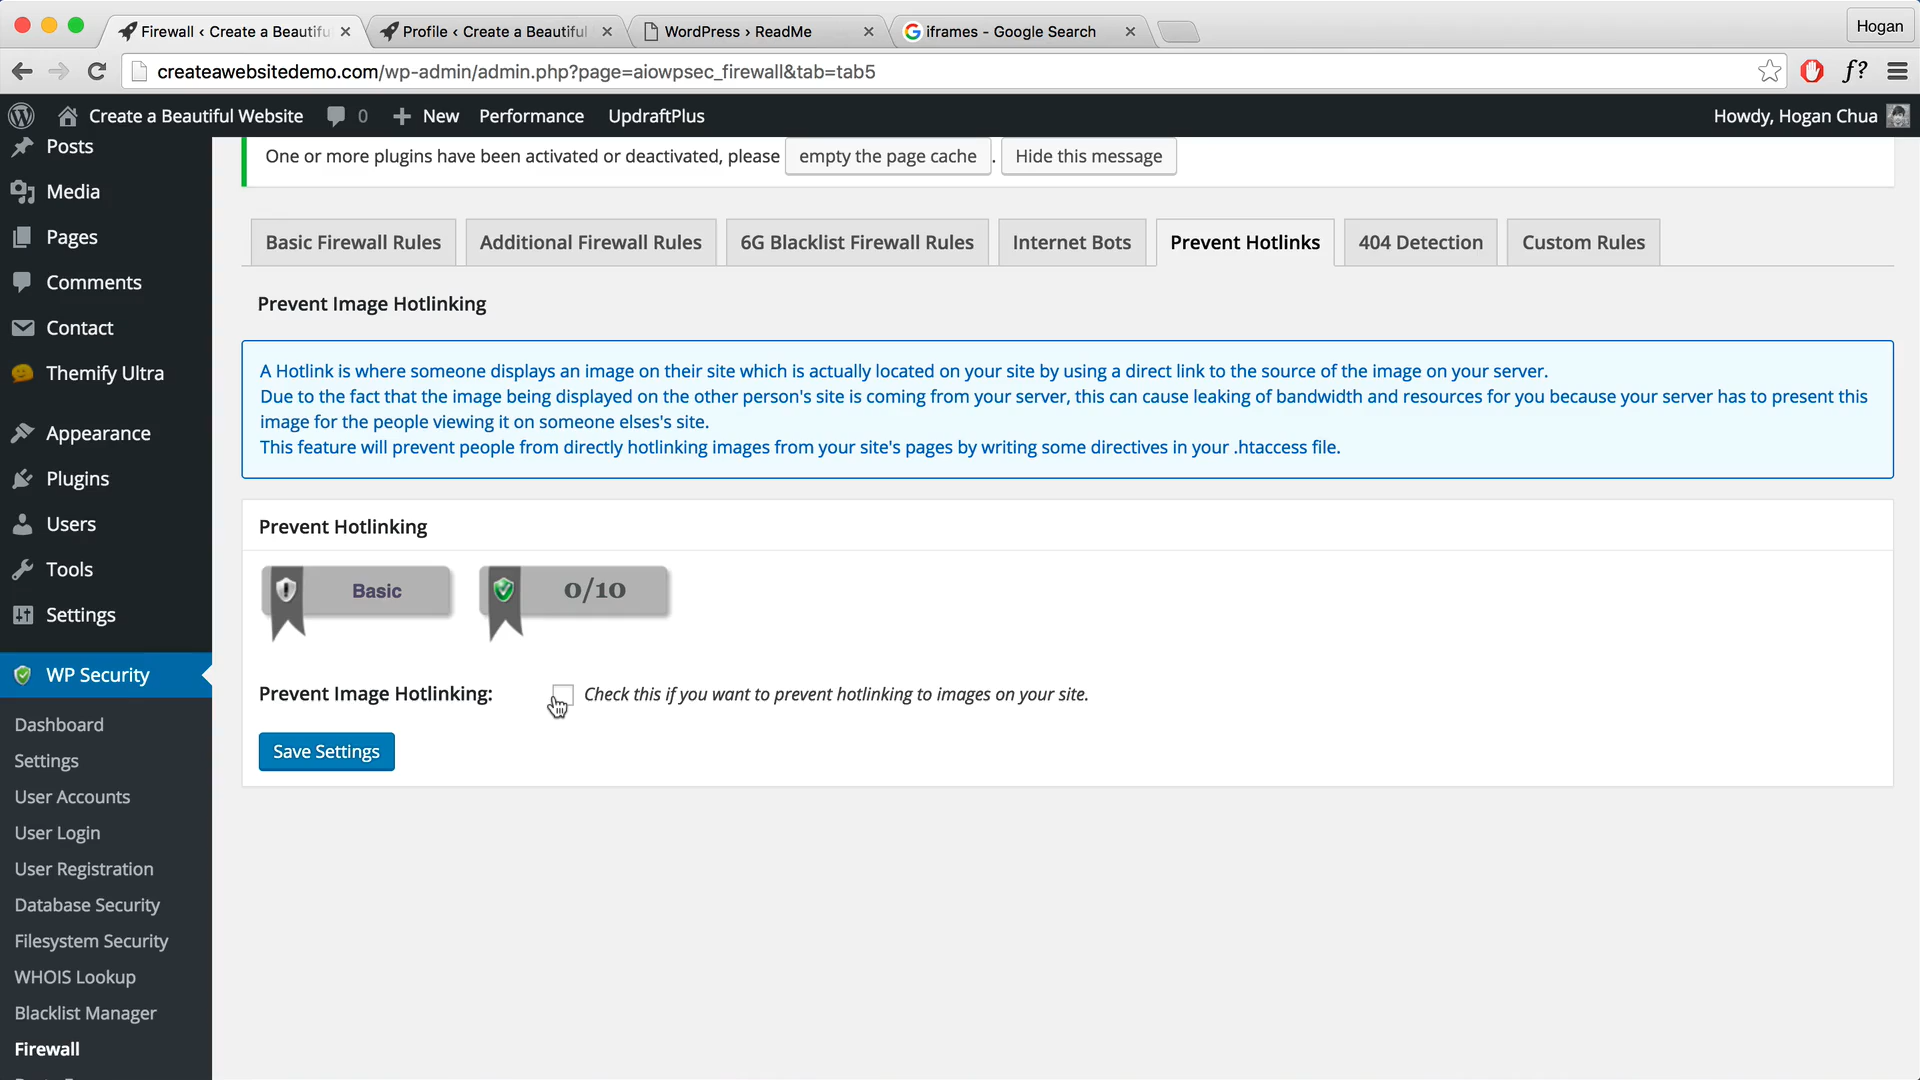 Firewall ‹ Create a Beautifu
Profile ‹ Create a Beautiful
WordPress › ReadMe
iframes - Google Search
Hogan
createawebsitedemo.com/wp-admin/admin.php?page=aiowpsec_firewall&tab=tab5
f?
Create a Beautiful Website
0
New
Performance
UpdraftPlus
Howdy, Hogan Chua
Posts
Media
Pages
Comments
Contact
Themify Ultra
Appearance
Plugins
Users
Tools
Settings
WP Security
Dashboard
Settings
User Accounts
User Login
User Registration
Database Security
Filesystem Security
WHOIS Lookup
Blacklist Manager
Firewall
One or more plugins have been activated or deactivated, please empty the page cache . Hide this message
Basic Firewall Rules
Additional Firewall Rules
6G Blacklist Firewall Rules
Internet Bots
Prevent Hotlinks
404 Detection
Custom Rules
Prevent Image Hotlinking
A Hotlink is where someone displays an image on their site which is actually located on your site by using a direct link to the source of the image on your server.
Due to the fact that the image being displayed on the other person's site is coming from your server, this can cause leaking of bandwidth and resources for you because your server has to present this
image for the people viewing it on someone elses's site.
This feature will prevent people from directly hotlinking images from your site's pages by writing some directives in your .htaccess file.
Prevent Hotlinking
Basic
0/10
Prevent Image Hotlinking:
Check this if you want to prevent hotlinking to images on your site.
Save Settings